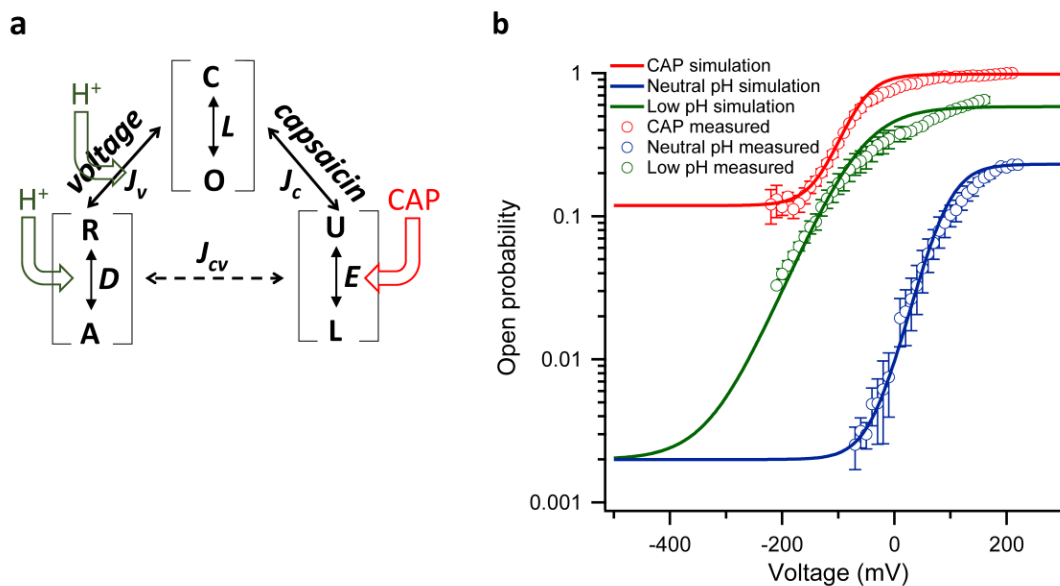 a
H⁺
voltage
J_v
C
L
O
capsaicin
J_c
H⁺
R
D
A
J_cv
U
E
L
CAP
b
CAP simulation
Neutral pH simulation
Low pH simulation
CAP measured
Neutral pH measured
Low pH measured
Open probability
1
0.1
0.01
0.001
-400
-200
0
200
Voltage (mV)